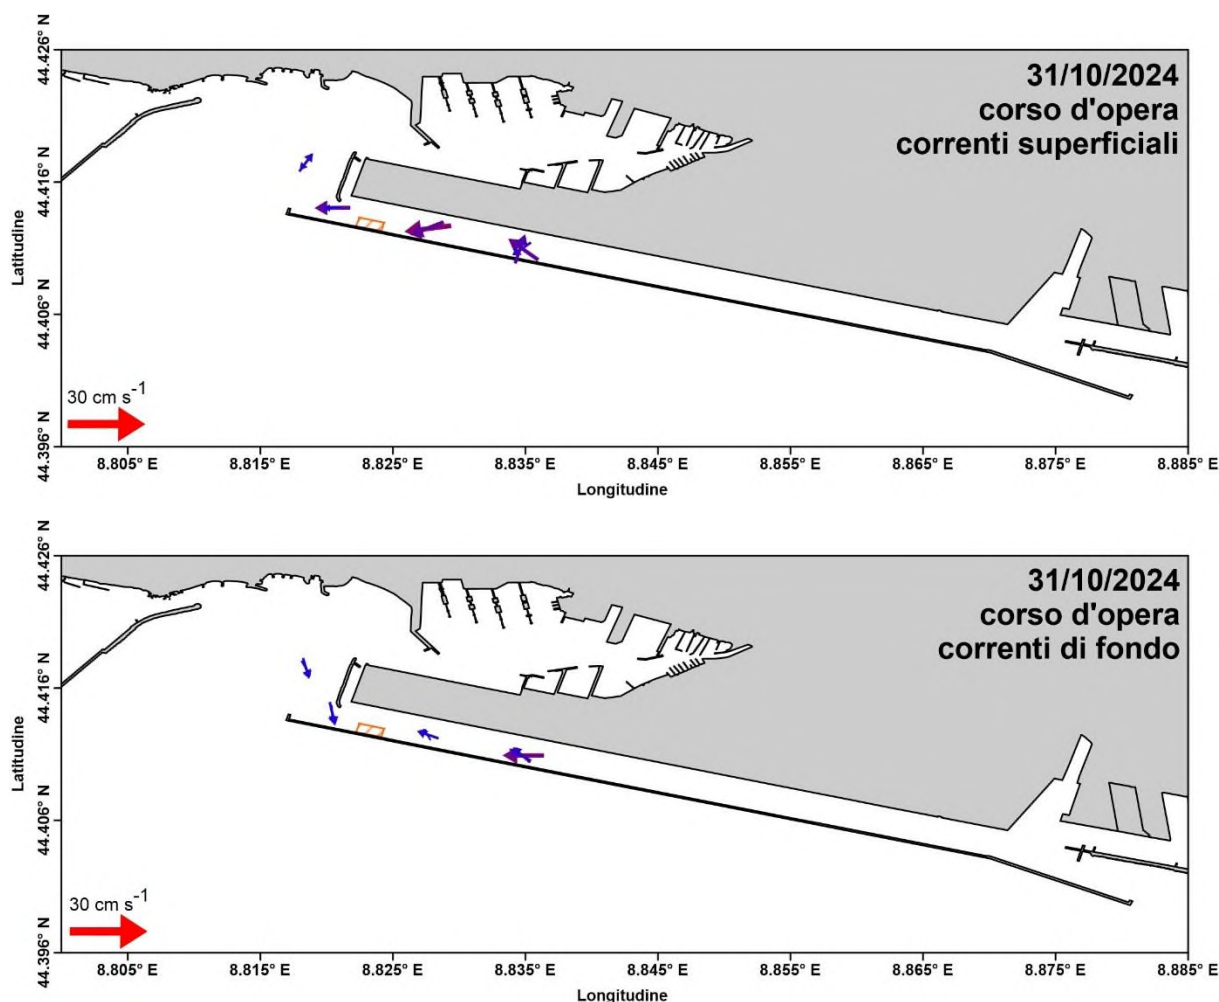 31/10/2024
corso d'opera
correnti superficiali
Latitudine
44.426° N
44.416° N
44.406° N
44.396° N
30 cm s⁻¹
8.805° E 8.815° E 8.825° E 8.835° E 8.845° E 8.855° E 8.865° E 8.875° E 8.885° E
Longitudine
31/10/2024
corso d'opera
correnti di fondo
Latitudine
44.426° N
44.416° N
44.406° N
44.396° N
30 cm s⁻¹
8.805° E 8.815° E 8.825° E 8.835° E 8.845° E 8.855° E 8.865° E 8.875° E 8.885° E
Longitudine